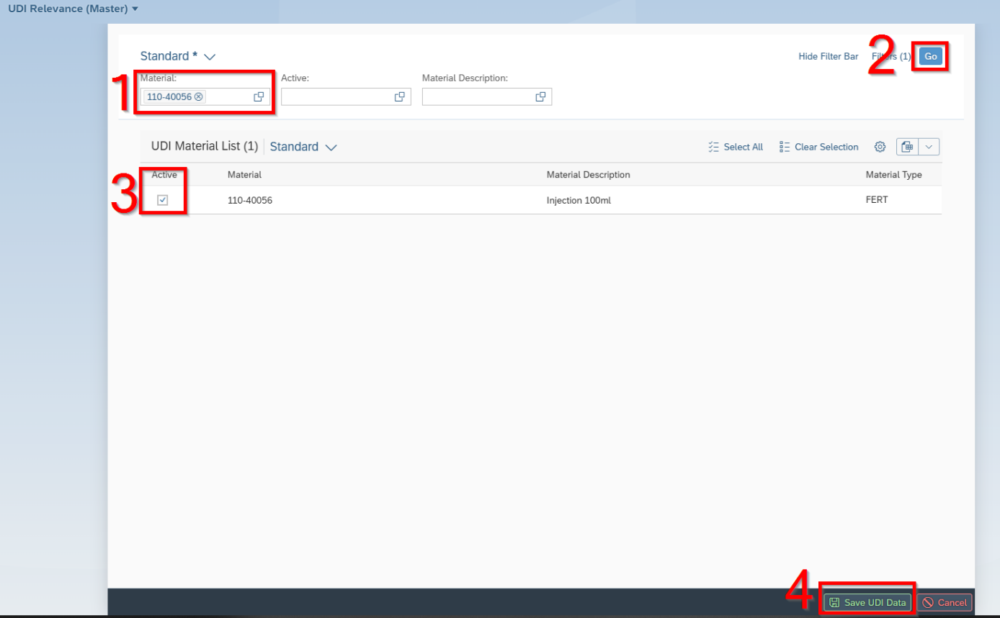 UDI Relevance (Master)
Standard *
Hide Filter Bar
Filters (1)
2
Go
1
Material:
Active:
Material Description:
110-40056
UDI Material List (1)
Standard
Select All
Clear Selection
3
Active
Material
Material Description
Material Type
110-40056
Injection 100ml
FERT
4
Save UDI Data
Cancel